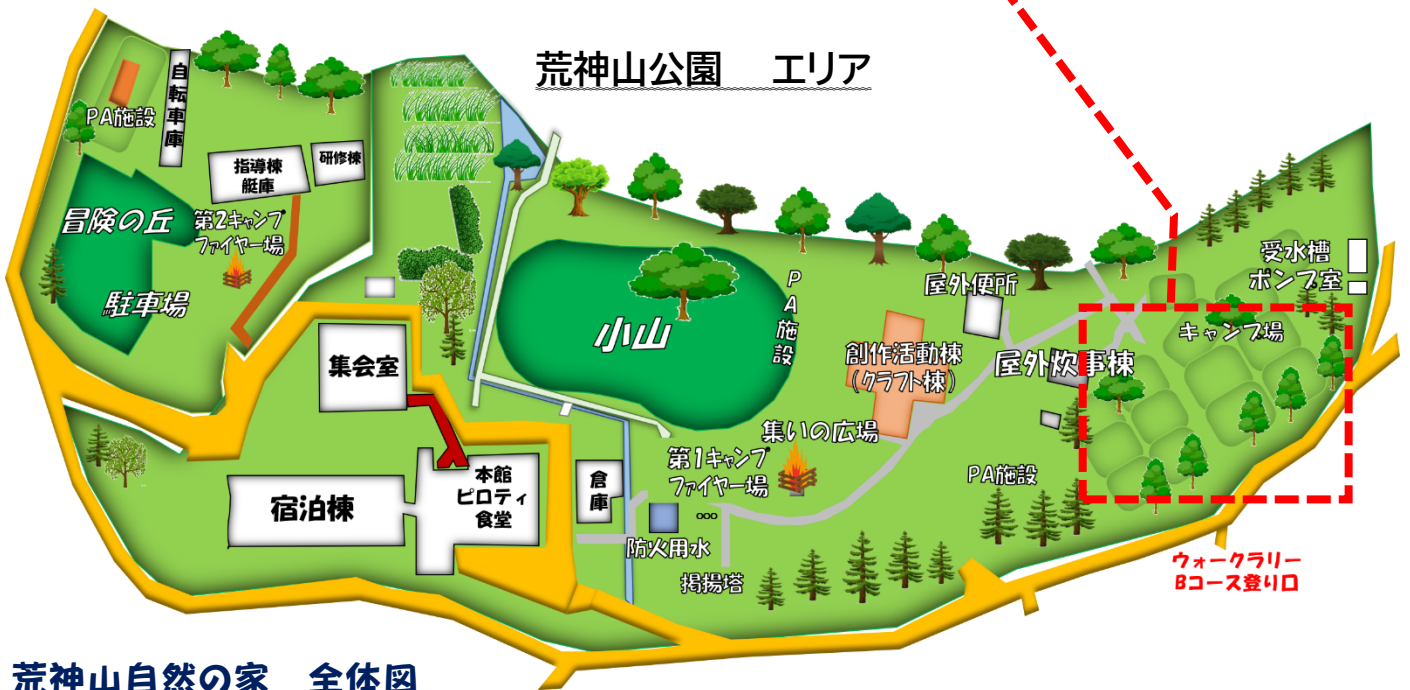 荒神山公園　エリア
自転車庫
PA施設
指導棟
艇庫
研修棟
冒険の丘
第2キャンプ
ファイヤー場
駐車場
小山
PA施設
屋外便所
受水槽
ポンプ室
キャンプ場
創作活動棟
(クラフト棟)
屋外炊事棟
集会室
集いの広場
第1キャンプ
ファイヤー場
PA施設
本館
ピロティ
食堂
倉庫
宿泊棟
防火用水
掲揚塔
ウォークラリー
Bコース登り口
荒神山自然の家　全体図